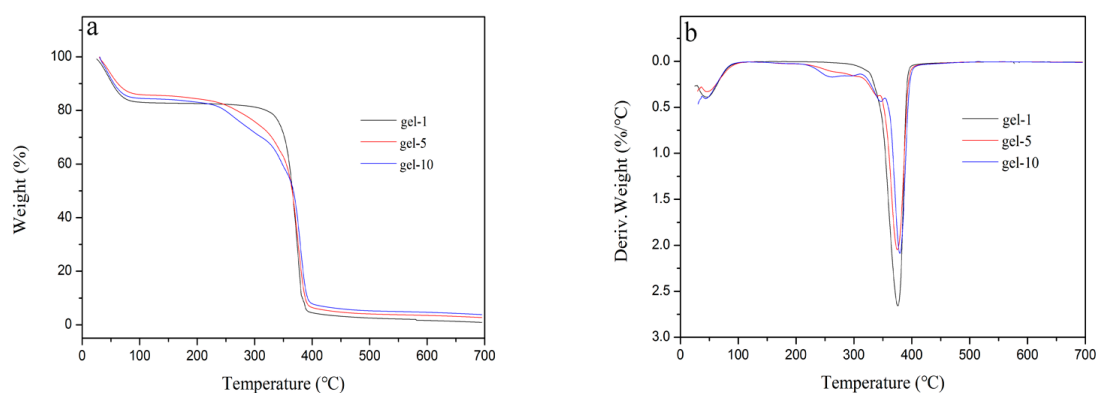 a
100
80
60
40
20
0
Weight (%)
gel-1
gel-5
gel-10
0 100 200 300 400 500 600 700
Temperature (℃)
b
0.0
0.5
1.0
1.5
2.0
2.5
3.0
Deriv.Weight (%/℃)
gel-1
gel-5
gel-10
0 100 200 300 400 500 600 700
Temperature (℃)